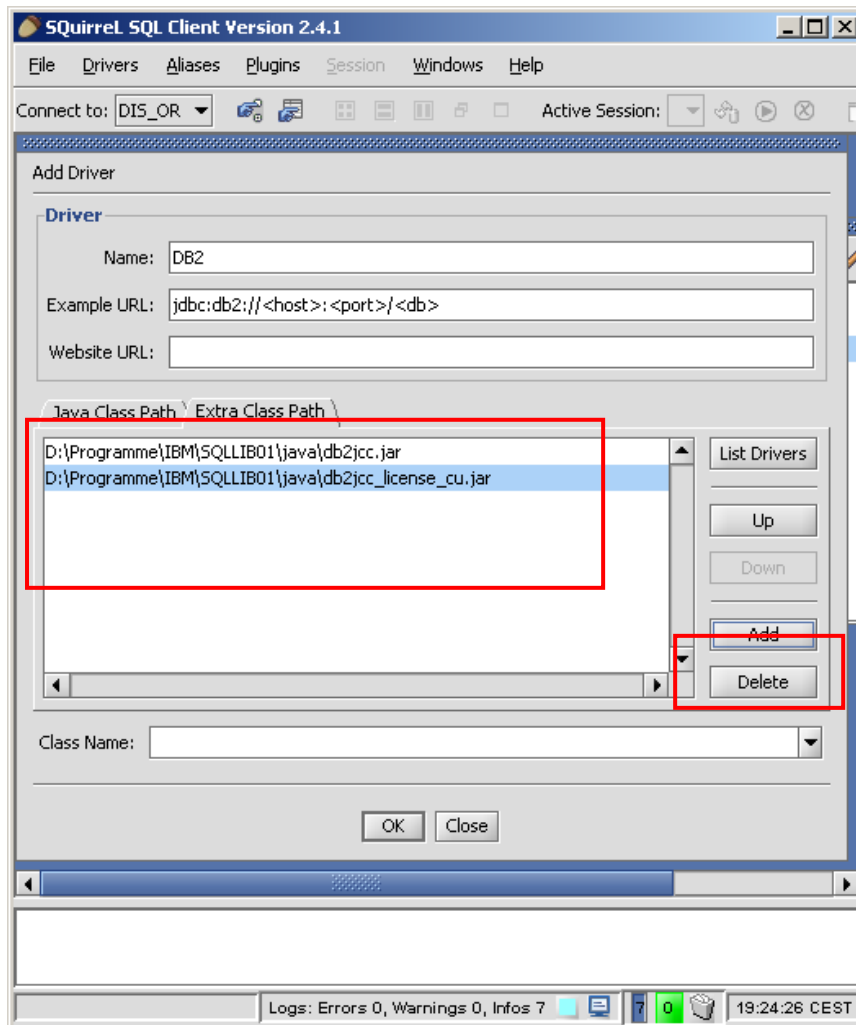 SQuirreL SQL Client Version 2.4.1
File Drivers Aliases Plugins Session Windows Help
Connect to: DIS_OR Active Session:
Add Driver
Driver
Name: DB2
Example URL: jdbc:db2://<host>:<port>/<db>
Website URL:
Java Class Path Extra Class Path
D:\Programme\IBM\SQLLIB01\java\db2jcc.jar
D:\Programme\IBM\SQLLIB01\java\db2jcc_license_cu.jar
List Drivers
Up
Down
Add
Delete
Class Name:
OK Close
Logs: Errors 0, Warnings 0, Infos 7 7 0 19:24:26 CEST